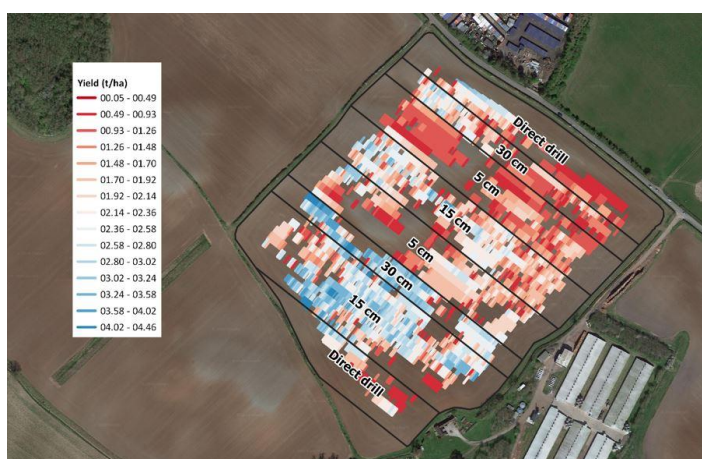 Yield (t/ha)
00.05 - 00.49
00.49 - 00.93
00.93 - 01.26
01.26 - 01.48
01.48 - 01.70
01.70 - 01.92
01.92 - 02.14
02.14 - 02.36
02.36 - 02.58
02.58 - 02.80
02.80 - 03.02
03.02 - 03.24
03.24 - 03.58
03.58 - 04.02
04.02 - 04.46
Direct drill
30 cm
5 cm
15 cm
5 cm
30 cm
15 cm
Direct drill